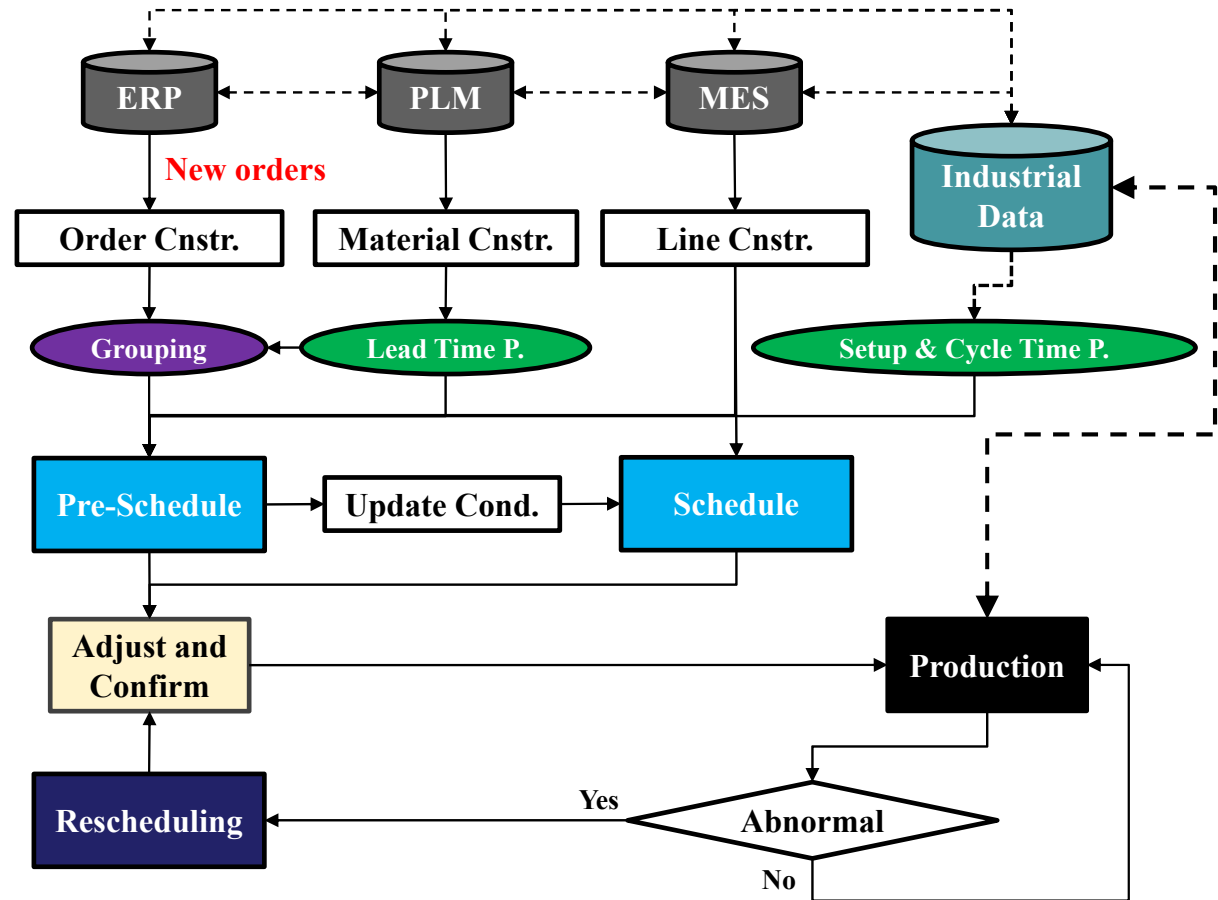 ERP
PLM
MES
Industrial
Data
New orders
Order Cnstr.
Material Cnstr.
Line Cnstr.
Grouping
Lead Time P.
Setup & Cycle Time P.
Pre-Schedule
Update Cond.
Schedule
Adjust and
Confirm
Production
Rescheduling
Yes
Abnormal
No